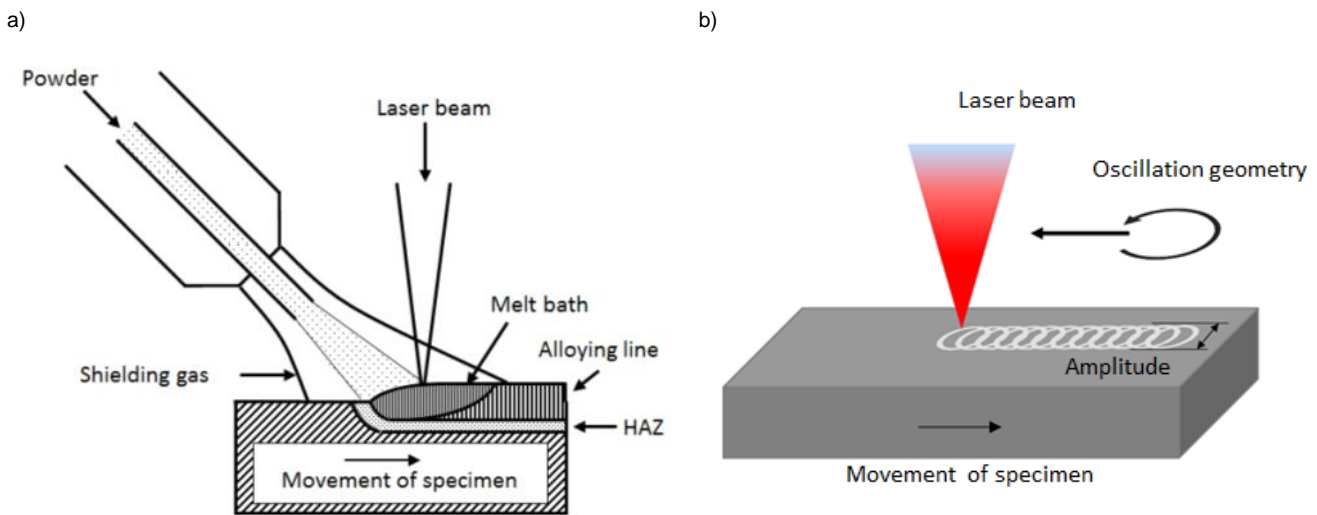 a)
Powder
Laser beam
Melt bath
Alloying line
Shielding gas
HAZ
Movement of specimen
b)
Laser beam
Oscillation geometry
Amplitude
Movement of specimen